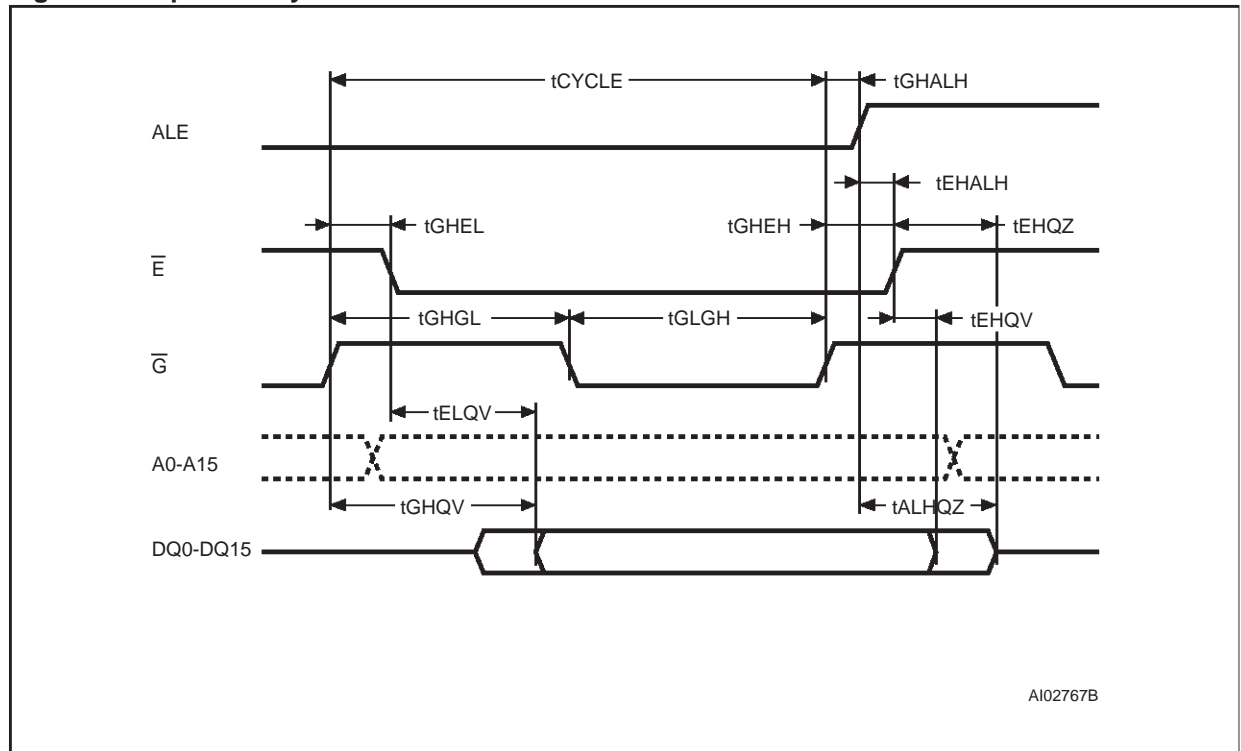 tCYCLE
tGHALH
ALE
tEHALH
tGHEL
tGHEH
tEHQZ
E
tGHGL
tGLGH
tEHQV
G
tELQV
A0-A15
tGHQV
tALHQZ
DQ0-DQ15
AI02767B